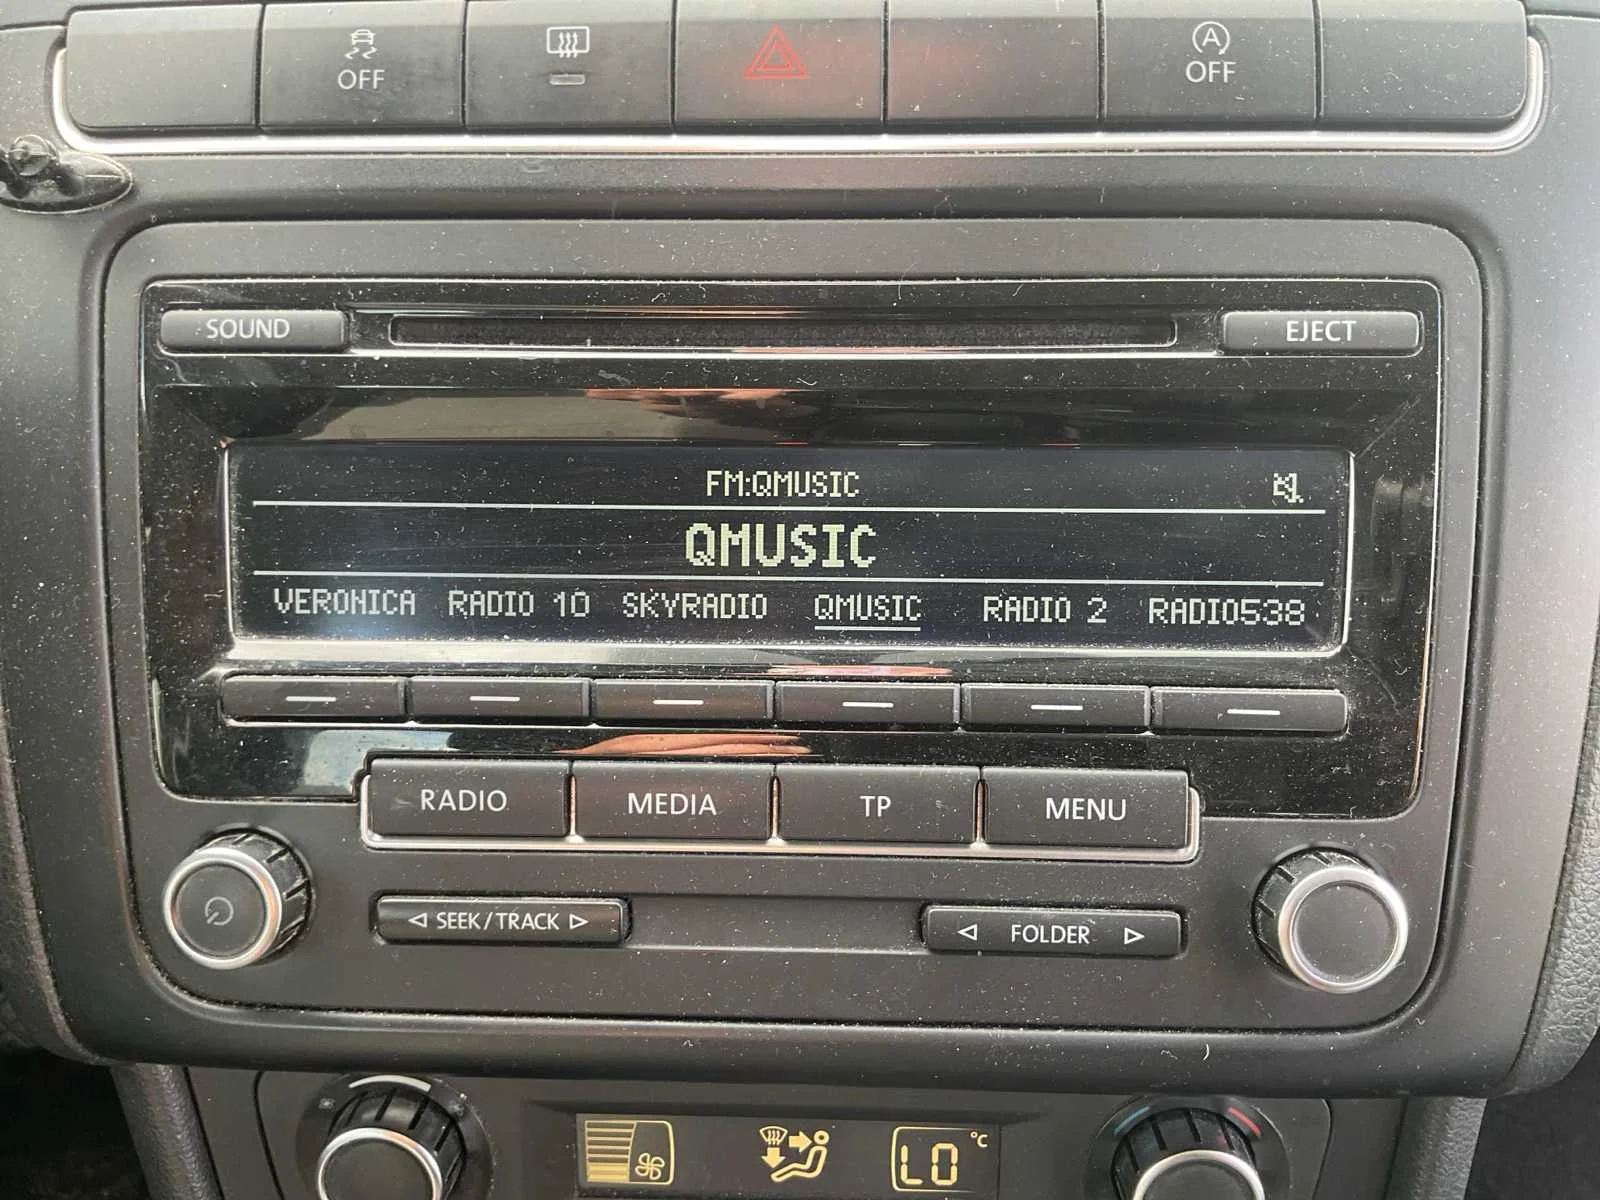 OFF
A
OFF
SOUND
EJECT
FM:QMUSIC
QMUSIC
VERONICA RADIO 10 SKYRADIO QMUSIC RADIO 2 RADIO538
RADIO MEDIA TP MENU
SEEK / TRACK
FOLDER
LO °C